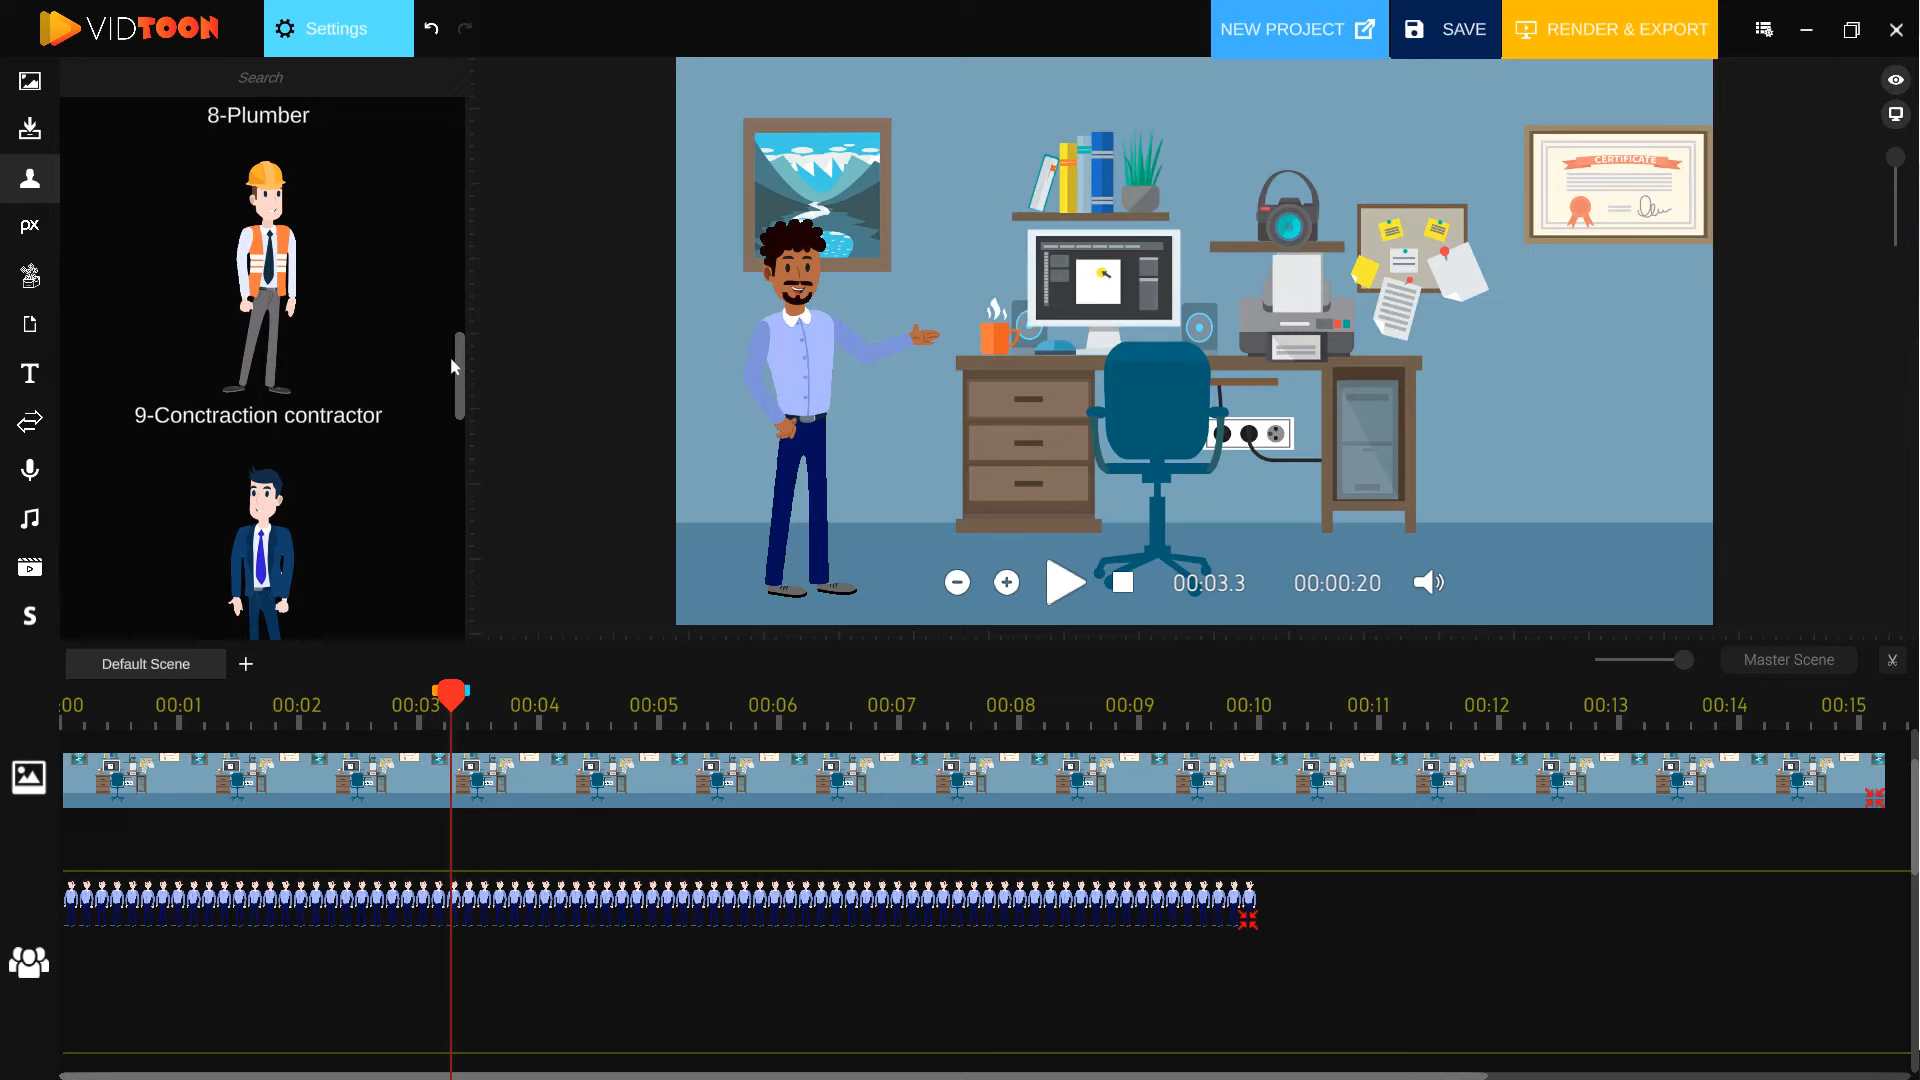 VIDTOON
Settings
NEW PROJECT
SAVE
RENDER & EXPORT
Search
8-Plumber
px
9-Conctraction contractor
T
S
CERTIFICATE
00:03.3
00:00:20
Default Scene
+
Master Scene
:00
00:01
00:02
00:03
00:04
00:05
00:06
00:07
00:08
00:09
00:10
00:11
00:12
00:13
00:14
00:15